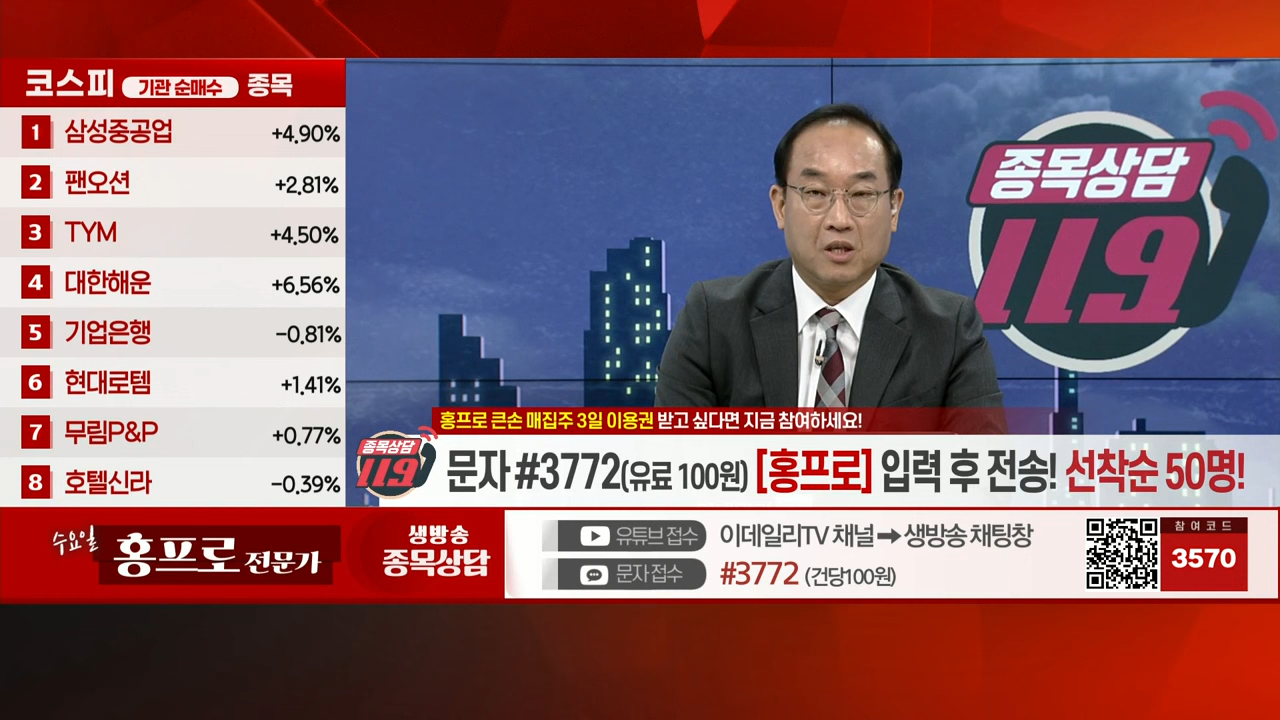 코스피 기관 순매수 종목
1 삼성중공업 +4.90%
2 팬오션 +2.81%
3 TYM +4.50%
4 대한해운 +6.56%
5 기업은행 -0.81%
6 현대로템 +1.41%
7 무림P&P +0.77%
8 호텔신라 -0.39%
종목상담
119
홍프로 큰손 매집주 3일 이용권 받고 싶다면 지금 참여하세요!
종목상담
119
문자 #3772(유료 100원) [홍프로] 입력 후 전송! 선착순 50명!
수요일 홍프로 전문가
생방송
종목상담
유튜브 접수 이데일리TV 채널 ➡ 생방송 채팅창
문자 접수 #3772 (건당100원)
참여코드
3570